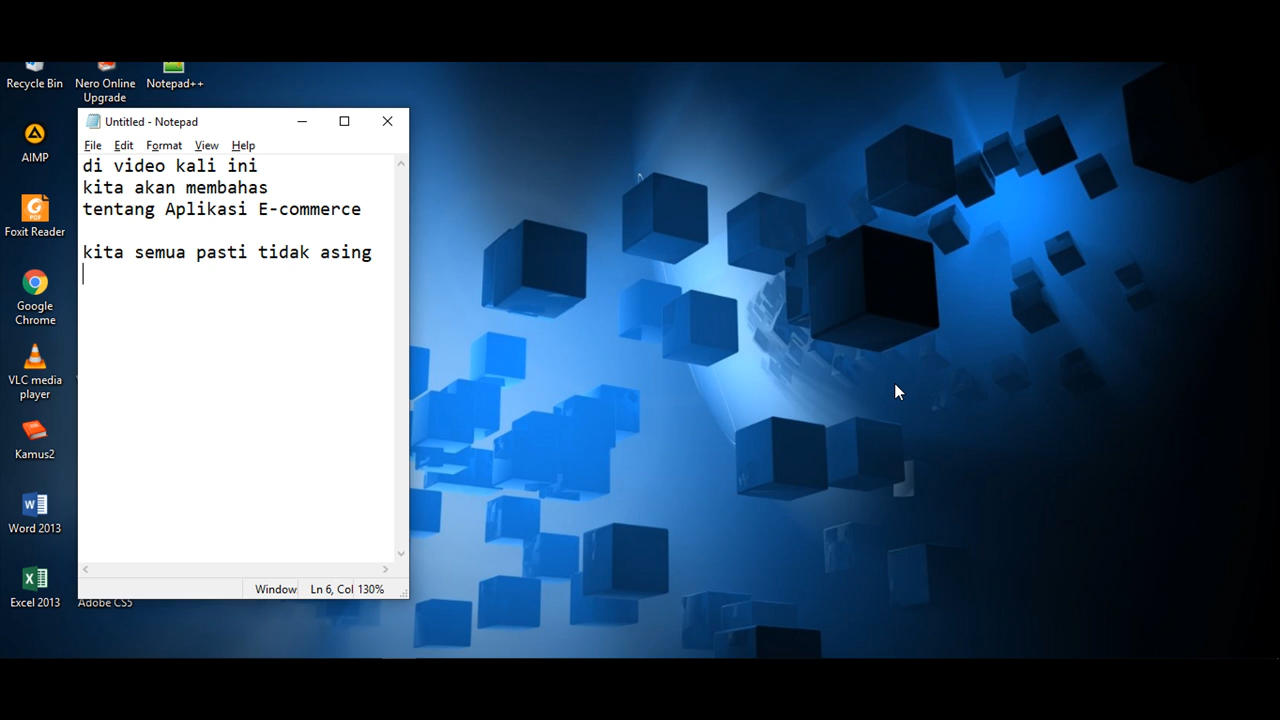 Recycle Bin
Nero Online
Upgrade
Notepad++
AIMP
Foxit Reader
Google
Chrome
VLC media
player
Kamus2
Word 2013
Excel 2013
Adobe CS5
Untitled - Notepad
File Edit Format View Help
di video kali ini
kita akan membahas
tentang Aplikasi E-commerce
kita semua pasti tidak asing
Window Ln 6, Col 130%